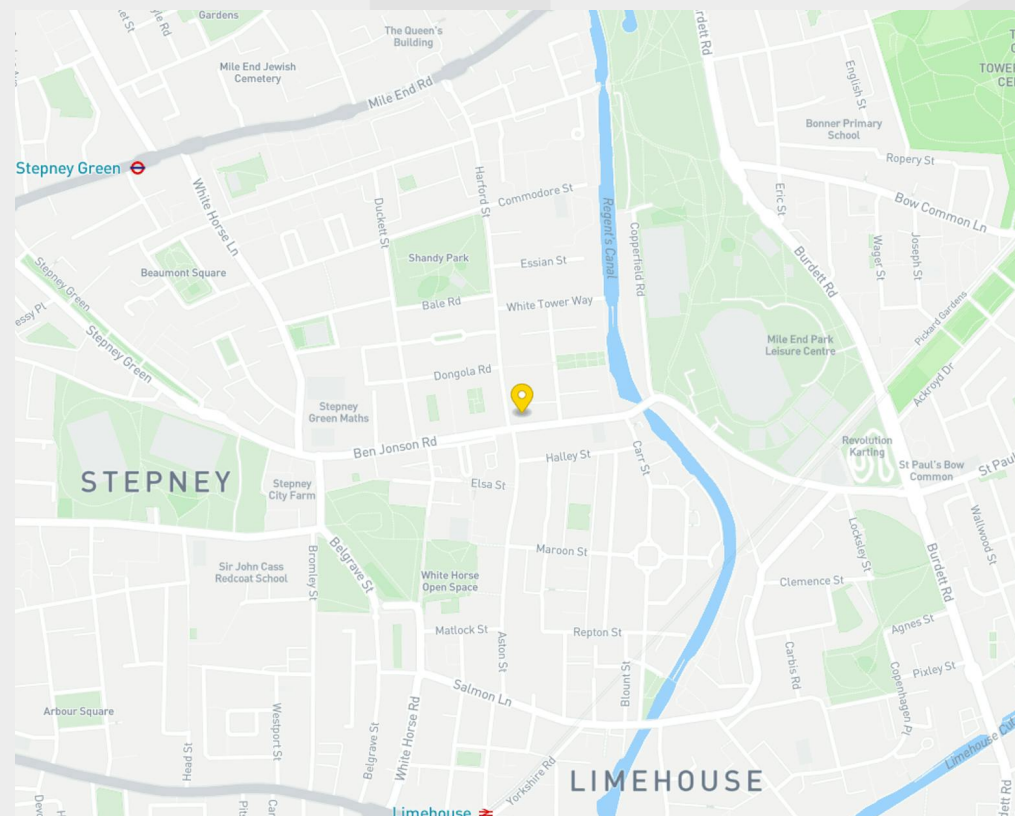 Gardens
The Queen's
Building
Burdett Rd
Mile End Jewish
Cemetery
Mile End Rd
English St
TOWER
Bonner Primary
School
Stepney Green
Ropery St
White Horse Ln
Harford St
Commodore St
Eric St
Bow Common Ln
Duckett St
Regent's Canal
Copperfield Rd
Wager St
Joseph St
Shandy Park
Essian St
Burdett Rd
Beaumont Square
Stepney Green
Bale Rd
White Tower Way
Pickard Gardens
Stepney Green
Mile End Park
Leisure Centre
Dongola Rd
Ackroyd Dr
Stepney
Green Maths
Ben Jonson Rd
Revolution
Karting
Halley St
Carr St
St Paul's Bow
Common
St Paul
STEPNEY
Stepney
City Farm
Elsa St
Wallwood St
Locksley St
Maroon St
Belgrave St
Bromley St
Sir John Cass
Redcoat School
White Horse
Open Space
Clemence St
Burdett Rd
Matlock St
Aston St
Repton St
Agnes St
Carbis Rd
Copenhagen Pl
Pixley St
Blount St
Salmon Ln
Arbour Square
Westport St
Belgrave St
White Horse Rd
Head St
Limehouse Cut
Yorkshire Rd
LIMEHOUSE
Limehouse